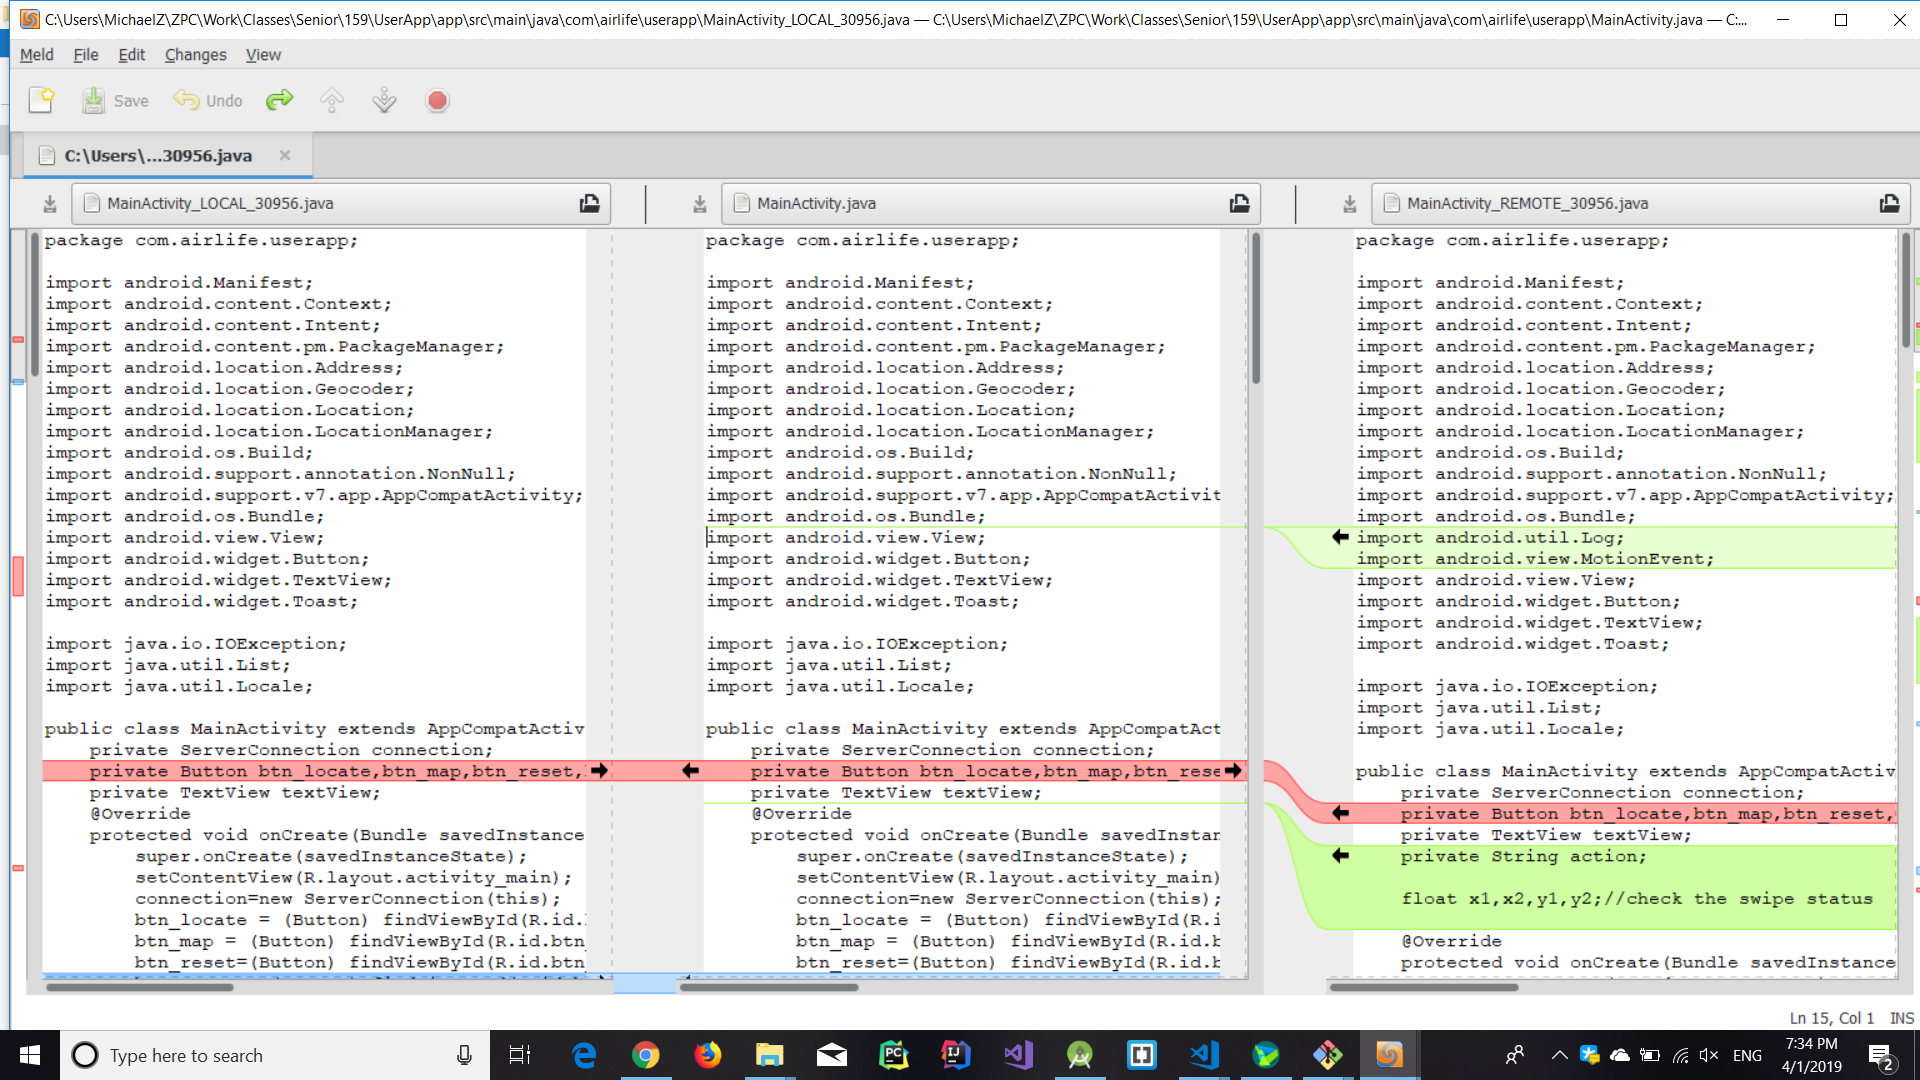 C:\Users\MichaelZ\ZPC\Work\Classes\Senior\159\UserApp\app\src\main\java\com\airlife\userapp\MainActivity_LOCAL_30956.java — C:\Users\MichaelZ\ZPC\Work\Classes\Senior\159\UserApp\app\src\main\java\com\airlife\userapp\MainActivity.java — C:...
Meld File Edit Changes View
Save Undo
C:\Users\...30956.java
MainActivity_LOCAL_30956.java
package com.airlife.userapp;
import android.Manifest;
import android.content.Context;
import android.content.Intent;
import android.content.pm.PackageManager;
import android.location.Address;
import android.location.Geocoder;
import android.location.Location;
import android.location.LocationManager;
import android.os.Build;
import android.support.annotation.NonNull;
import android.support.v7.app.AppCompatActivity;
import android.os.Bundle;
import android.view.View;
import android.widget.Button;
import android.widget.TextView;
import android.widget.Toast;
import java.io.IOException;
import java.util.List;
import java.util.Locale;
public class MainActivity extends AppCompatActiv
private ServerConnection connection;
private Button btn_locate,btn_map,btn_reset,
private TextView textView;
@Override
protected void onCreate(Bundle savedInstance
super.onCreate(savedInstanceState);
setContentView(R.layout.activity_main);
connection=new ServerConnection(this);
btn_locate = (Button) findViewById(R.id.
btn_map = (Button) findViewById(R.id.btn
btn_reset=(Button) findViewById(R.id.btn
MainActivity.java
package com.airlife.userapp;
import android.Manifest;
import android.content.Context;
import android.content.Intent;
import android.content.pm.PackageManager;
import android.location.Address;
import android.location.Geocoder;
import android.location.Location;
import android.location.LocationManager;
import android.os.Build;
import android.support.annotation.NonNull;
import android.support.v7.app.AppCompatActivit
import android.os.Bundle;
import android.view.View;
import android.widget.Button;
import android.widget.TextView;
import android.widget.Toast;
import java.io.IOException;
import java.util.List;
import java.util.Locale;
public class MainActivity extends AppCompatAct
private ServerConnection connection;
private Button btn_locate,btn_map,btn_rese
private TextView textView;
@Override
protected void onCreate(Bundle savedInstan
super.onCreate(savedInstanceState);
setContentView(R.layout.activity_main)
connection=new ServerConnection(this);
btn_locate = (Button) findViewById(R.i
btn_map = (Button) findViewById(R.id.b
btn_reset=(Button) findViewById(R.id.b
MainActivity_REMOTE_30956.java
package com.airlife.userapp;
import android.Manifest;
import android.content.Context;
import android.content.Intent;
import android.content.pm.PackageManager;
import android.location.Address;
import android.location.Geocoder;
import android.location.Location;
import android.location.LocationManager;
import android.os.Build;
import android.support.annotation.NonNull;
import android.support.v7.app.AppCompatActivity;
import android.os.Bundle;
import android.util.Log;
import android.view.MotionEvent;
import android.view.View;
import android.widget.Button;
import android.widget.TextView;
import android.widget.Toast;
import java.io.IOException;
import java.util.List;
import java.util.Locale;
public class MainActivity extends AppCompatActiv
private ServerConnection connection;
private Button btn_locate,btn_map,btn_reset,
private TextView textView;
private String action;
float x1,x2,y1,y2;//check the swipe status
@Override
protected void onCreate(Bundle savedInstance
Ln 15, Col 1 INS
Type here to search
PC
IJ
ENG
7:34 PM
4/1/2019
2